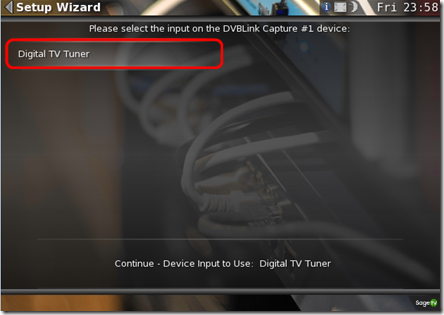 Setup Wizard
Fri 23:58
Please select the input on the DVBLink Capture #1 device:
Digital TV Tuner
Continue - Device Input to Use: Digital TV Tuner
SageTV